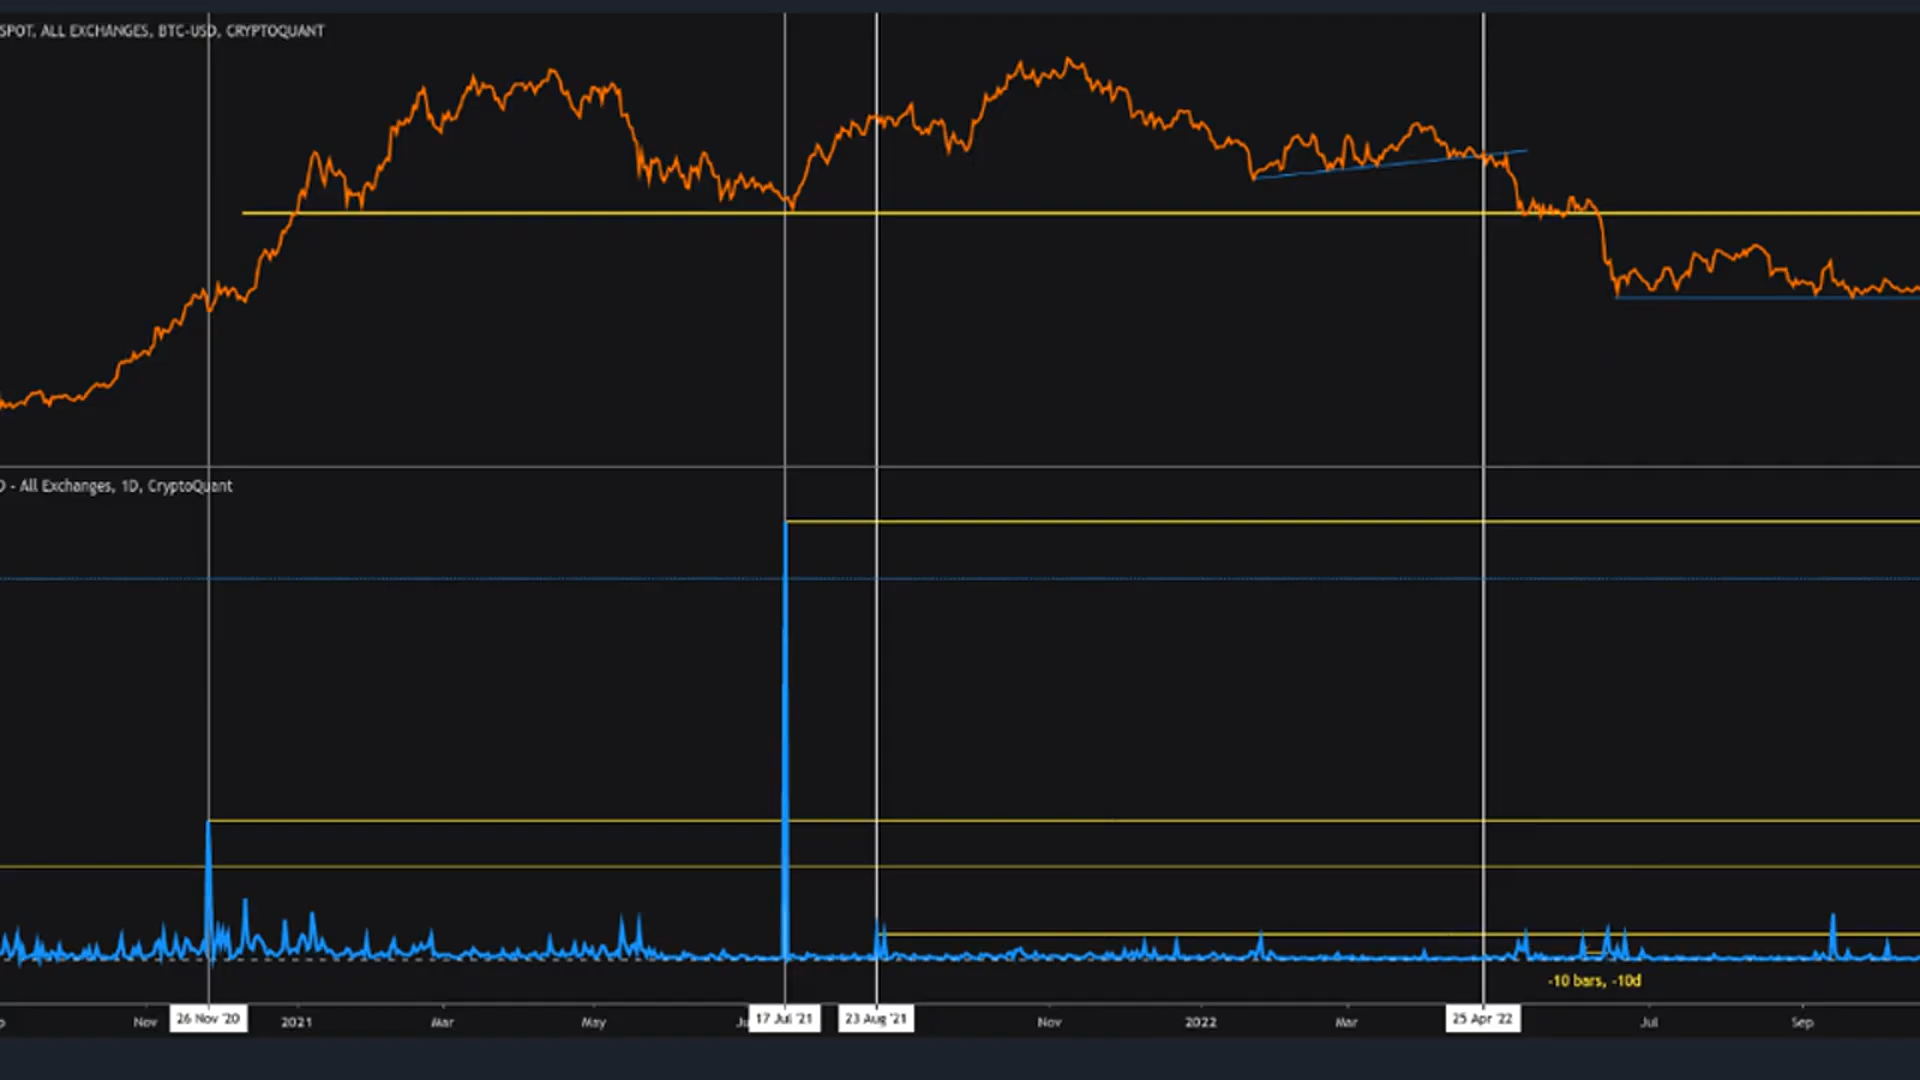 SPOT, ALL EXCHANGES, BTC-USD, CRYPTOQUANT
- All Exchanges, 1D, CryptoQuant
-10 bars, -10d
Nov 26 Nov '20 2021 Mar May 17 Jul '21 23 Aug '21 Nov 2022 Mar 25 Apr '22 Jul Sep